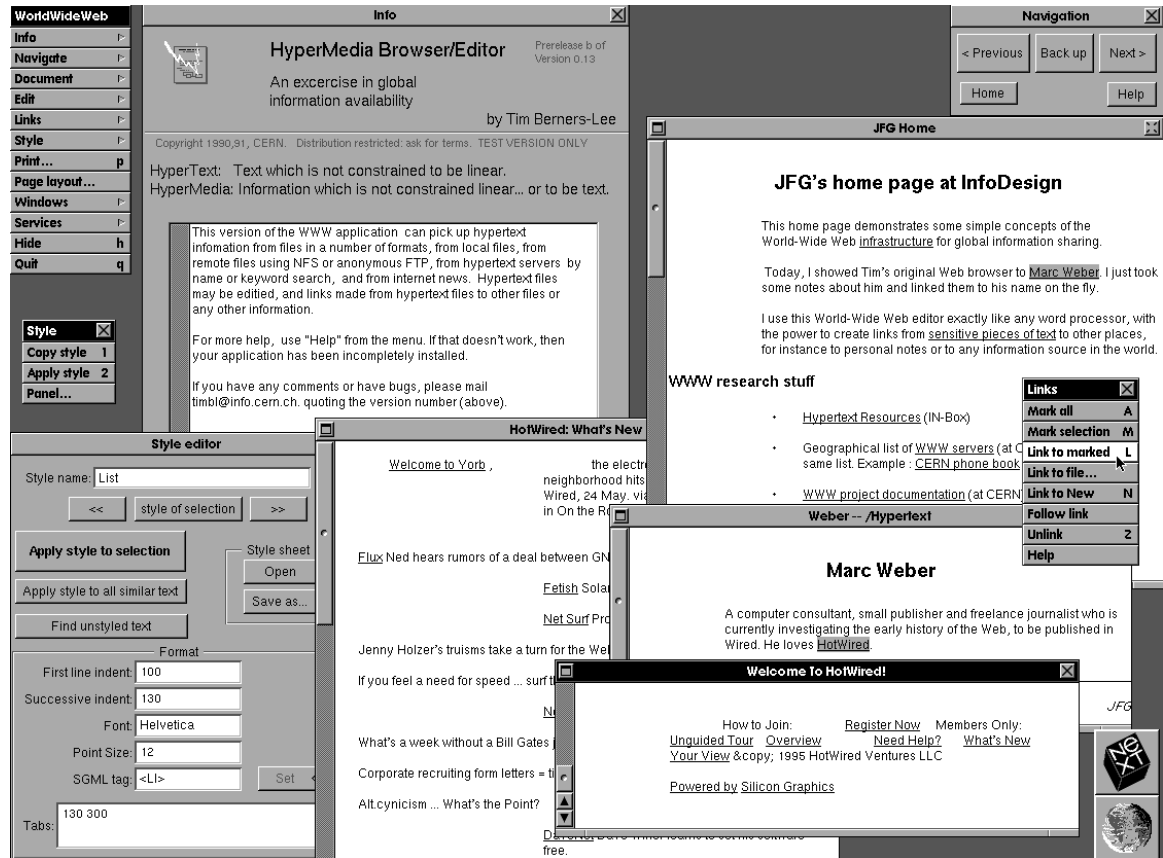 WorldWideWeb
Info
Navigate
Document
Edit
Links
Style
Print... p
Page layout...
Windows
Services
Hide h
Quit q
Style
Copy style 1
Apply style 2
Panel...
Info
HyperMedia Browser/Editor
Prerelease b of
Version 0.13
An excercise in global
information availability
by Tim Berners-Lee
Copyright 1990,91, CERN. Distribution restricted: ask for terms. TEST VERSION ONLY
HyperText: Text which is not constrained to be linear.
HyperMedia: Information which is not constrained linear... or to be text.
This version of the WWW application can pick up hypertext
infomation from files in a number of formats, from local files, from
remote files using NFS or anonymous FTP, from hypertext servers by
name or keyword search, and from internet news. Hypertext files
may be editied, and links made from hypertext files to other files or
any other information.
For more help, use "Help" from the menu. If that doesn't work, then
your application has been incompletely installed.
If you have any comments or have bugs, please mail
timbl@info.cern.ch. quoting the version number (above).
Navigation
< Previous Back up Next >
Home Help
JFG Home
JFG's home page at InfoDesign
This home page demonstrates some simple concepts of the
World-Wide Web infrastructure for global information sharing.
Today, I showed Tim's original Web browser to Marc Weber. I just took
some notes about him and linked them to his name on the fly.
I use this World-Wide Web editor exactly like any word processor, with
the power to create links from sensitive pieces of text to other places,
for instance to personal notes or to any information source in the world.
WWW research stuff
• Hypertext Resources (IN-Box)
• Geographical list of WWW servers (at C
same list. Example : CERN phone book
• WWW project documentation (at CERN
Links
Mark all A
Mark selection M
Link to marked L
Link to file...
Link to New N
Follow link
Unlink Z
Help
Style editor
Style name: List
<< style of selection >>
Apply style to selection
Apply style to all similar text
Find unstyled text
Style sheet
Open
Save as...
Format
First line indent: 100
Successive indent: 130
Font: Helvetica
Point Size: 12
SGML tag: <LI>
Set
Tabs: 130 300
HotWired: What's New
Welcome to Yorb , the electr
neighborhood hits
Wired, 24 May. via
in On the Ro
Flux Ned hears rumors of a deal between GN
Fetish Solar
Net Surf Pro
Jenny Holzer's truisms take a turn for the Wel
If you feel a need for speed ... surf t
What's a week without a Bill Gates j
Corporate recruiting form letters = ti
Alt.cynicism ... What's the Point?
free.
Weber -- /Hypertext
Marc Weber
A computer consultant, small publisher and freelance journalist who is
currently investigating the early history of the Web, to be published in
Wired. He loves HotWired.
JFG
Welcome To HotWired!
How to Join: Register Now Members Only:
Unguided Tour Overview Need Help? What's New
Your View &copy; 1995 HotWired Ventures LLC
Powered by Silicon Graphics
NeXT